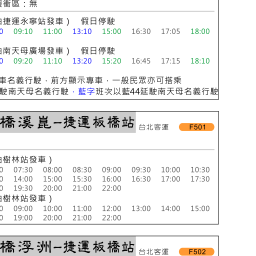 衝區：無
捷運永寧站發車） 假日停駛
0 09:10 11:00 13:10 15:00 16:30 17:05 18:00
南天母廣場發車） 假日停駛
0 09:20 11:10 13:20 15:20 16:45 17:15 18:10
車名義行駛，前方顯示專車，一般民眾亦可搭乘
駛南天母名義行駛，藍字班次以藍44延駛南天母名義行駛
橋溪崑─捷運板橋站 台北客運 F501
樹林站發車）
0 07:30 08:00 08:30 09:00 09:30 10:00 10:30
0 14:00 15:00 15:30 16:00 16:30 17:00 17:30
0 19:30 20:00 21:00 22:00
樹林站發車）
0 09:00 10:00 11:00 12:00 13:00 14:00 15:00
0 19:00 20:00 21:00 22:00
橋浮洲─捷運板橋站 台北客運 F502